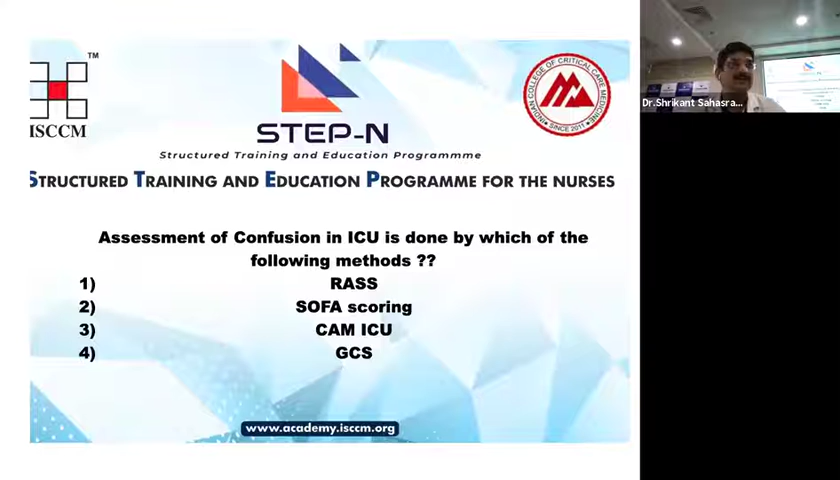 TM
ISCCM
STEP-N
Structured Training and Education Programmme
STRUCTURED TRAINING AND EDUCATION PROGRAMME FOR THE NURSES
INDIAN COLLEGE OF CRITICAL CARE MEDICINE
SINCE 2011
Assessment of Confusion in ICU is done by which of the
following methods ??
1) RASS
2) SOFA scoring
3) CAM ICU
4) GCS
www.academy.isccm.org
Dr.Shrikant Sahasra...